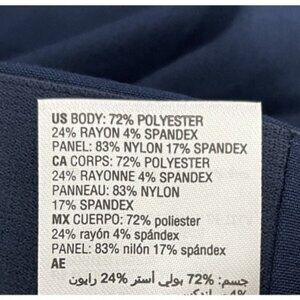 US BODY: 72% POLYESTER
24% RAYON 4% SPANDEX
PANEL: 83% NYLON 17% SPANDEX
CA CORPS: 72% POLYESTER
24% RAYONNE 4% SPANDEX
PANNEAU: 83% NYLON
17% SPANDEX
MX CUERPO: 72% poliester
24% rayón 4% spándex
PANEL: 83% nilón 17% spándex
AE
جسم: 72% بولي أستر 24% رايون